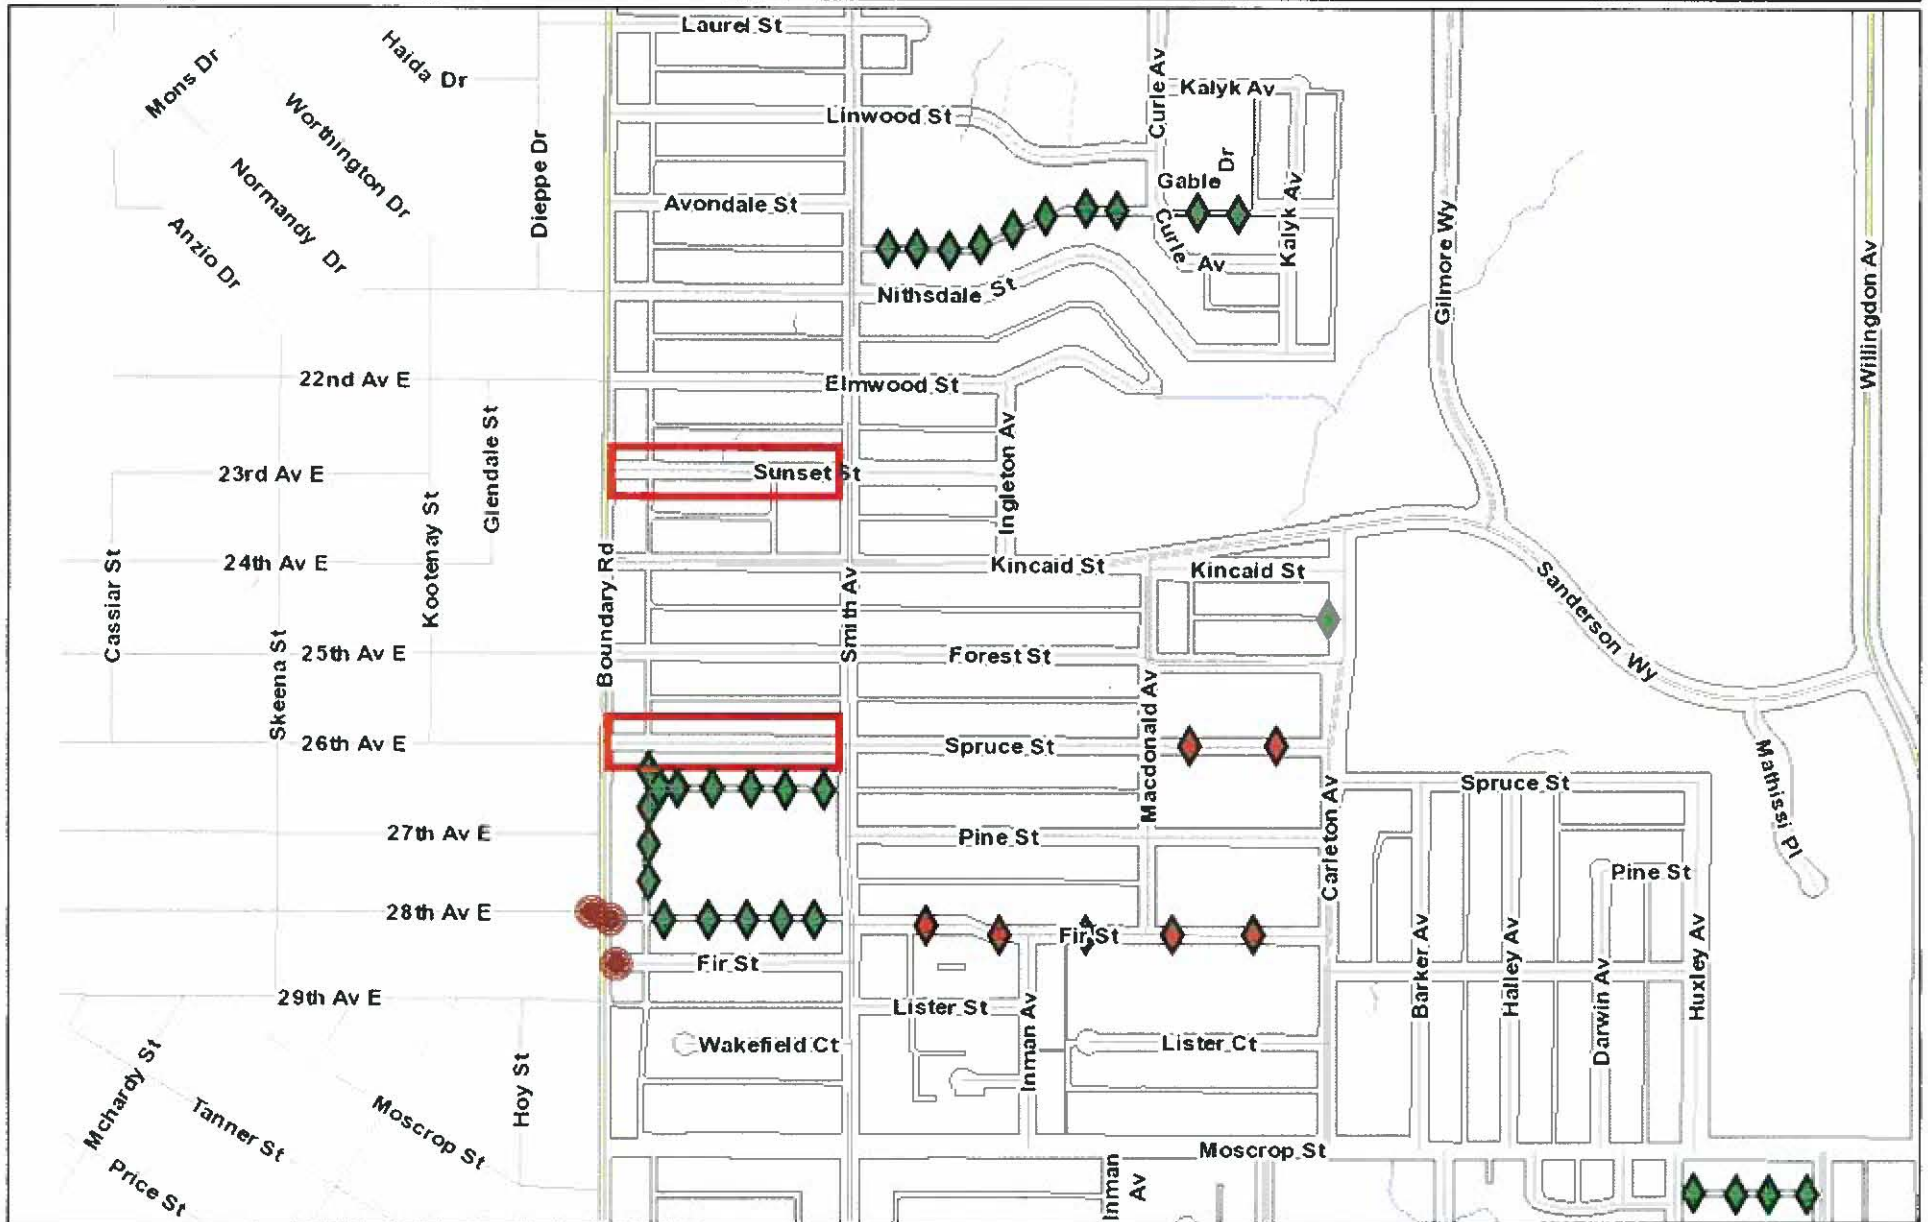 Laurel St
Haida Dr
Mons Dr
Worthington Dr
Kalyk Av
Curle Av
Linwood St
Dieppe Dr
Normandy Dr
Gable Dr
Avondale St
Kalyk Av
Anzio Dr
Curle Av
Gilmore Wy
Nithsdale St
Willingdon Av
22nd Av E
Elmwood St
Glendale St
Ingleton Av
23rd Av E
Sunset St
Kootenay St
24th Av E
Kincaid St
Kincaid St
Cassiar St
Boundary Rd
Smith Av
Sanderson Wy
25th Av E
Forest St
Skeena St
Macdonald Av
26th Av E
Spruce St
Spruce St
Mathissi Pl
Carleton Av
27th Av E
Pine St
Pine St
28th Av E
Fir St
Fir St
Barker Av
Halley Av
Darwin Av
Huxley Av
29th Av E
Lister St
Inman Av
Wakefield Ct
Lister Ct
Mchardy St
Tanner St
Moscrop St
Hoy St
Price St
Moscrop St
Inman Av